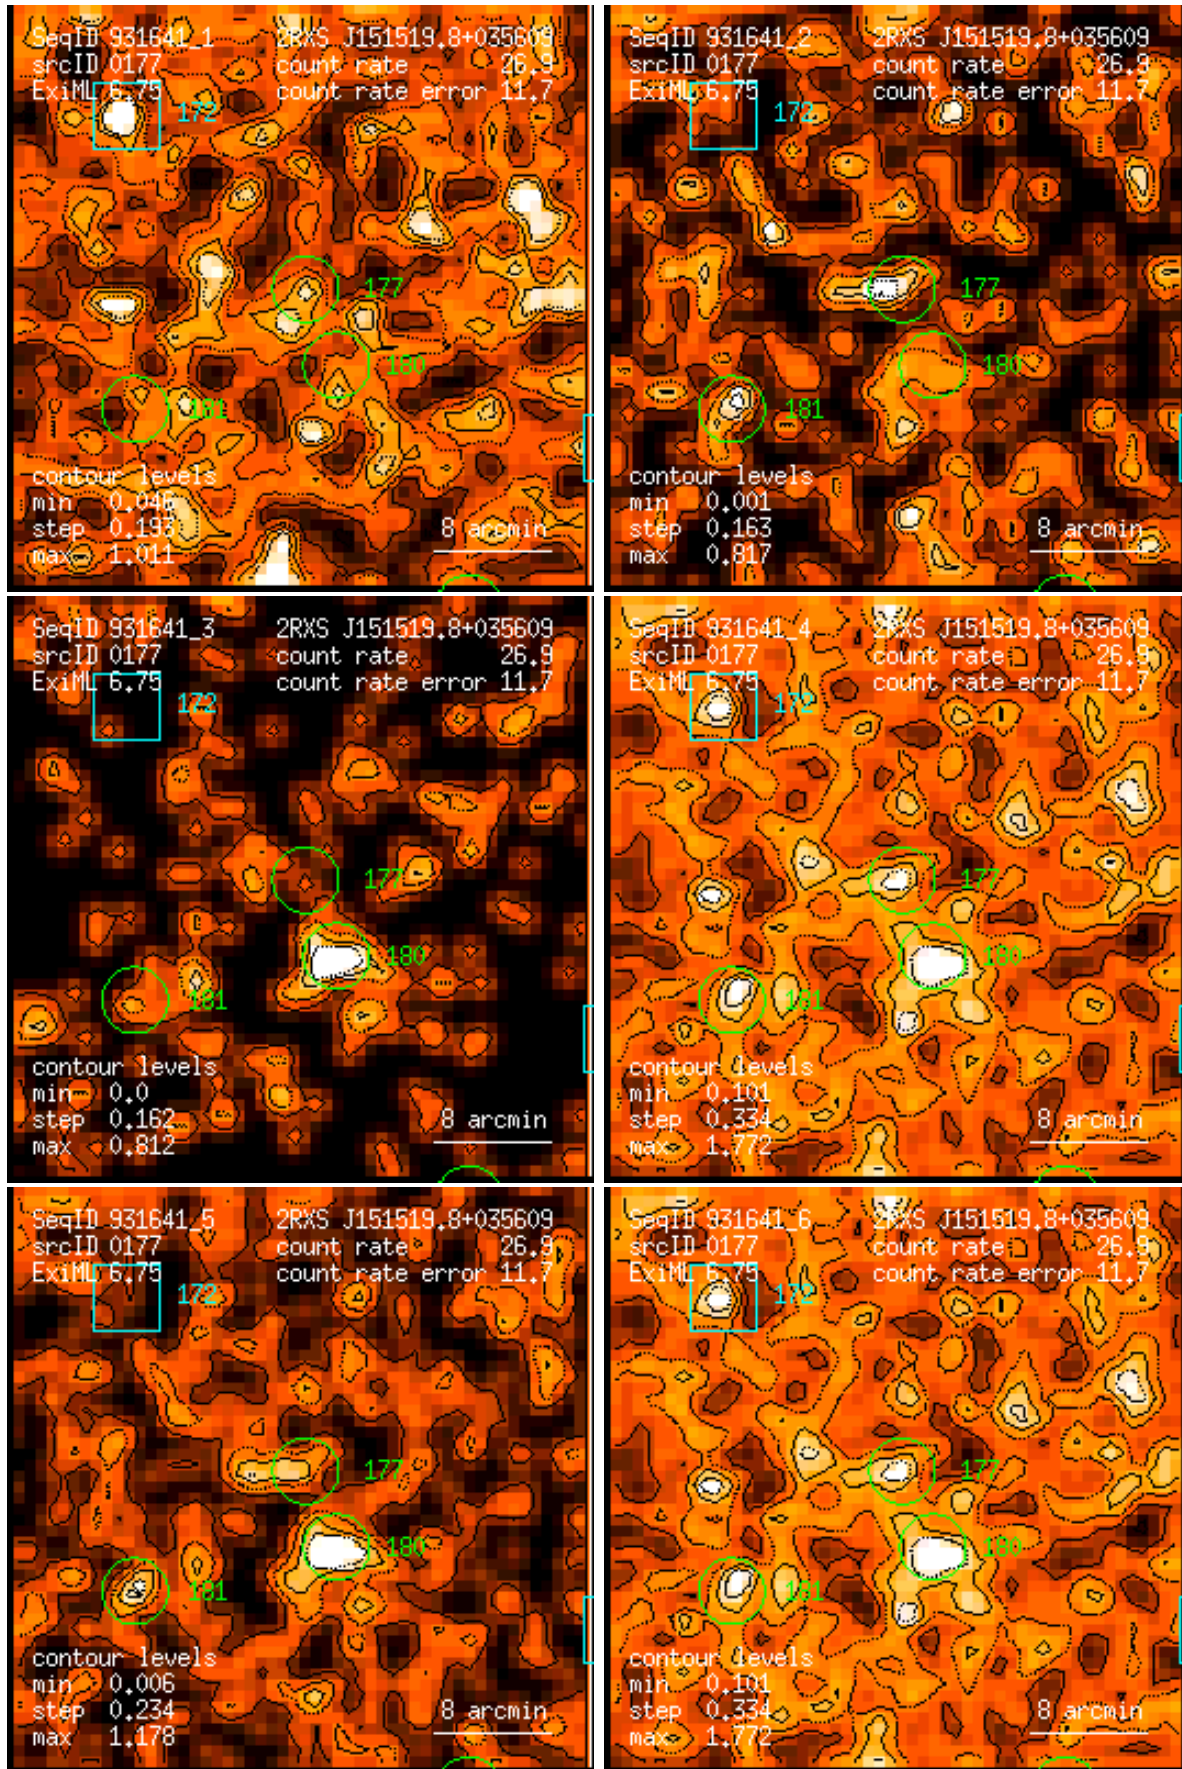 SeqID 931641_1 2RXS J151519.8+035609
srcID 0177 count rate 26.9
ExiML 6.75 count rate error 11.7
172
177
180
181
contour levels
min 0.046
step 0.193
max 1.011
8 arcmin
SeqID 931641_2 2RXS J151519.8+035609
srcID 0177 count rate 26.9
ExiML 6.75 count rate error 11.7
172
177
180
181
contour levels
min 0.001
step 0.163
max 0.817
8 arcmin
SeqID 931641_3 2RXS J151519.8+035609
srcID 0177 count rate 26.9
ExiML 6.75 count rate error 11.7
172
177
180
181
contour levels
min 0.0
step 0.162
max 0.812
8 arcmin
SeqID 931641_4 2RXS J151519.8+035609
srcID 0177 count rate 26.9
ExiML 6.75 count rate error 11.7
172
177
180
181
contour levels
min 0.101
step 0.334
max 1.772
8 arcmin
SeqID 931641_5 2RXS J151519.8+035609
srcID 0177 count rate 26.9
ExiML 6.75 count rate error 11.7
172
177
180
181
contour levels
min 0.006
step 0.234
max 1.178
8 arcmin
SeqID 931641_6 2RXS J151519.8+035609
srcID 0177 count rate 26.9
ExiML 6.75 count rate error 11.7
172
177
180
181
contour levels
min 0.101
step 0.334
max 1.772
8 arcmin